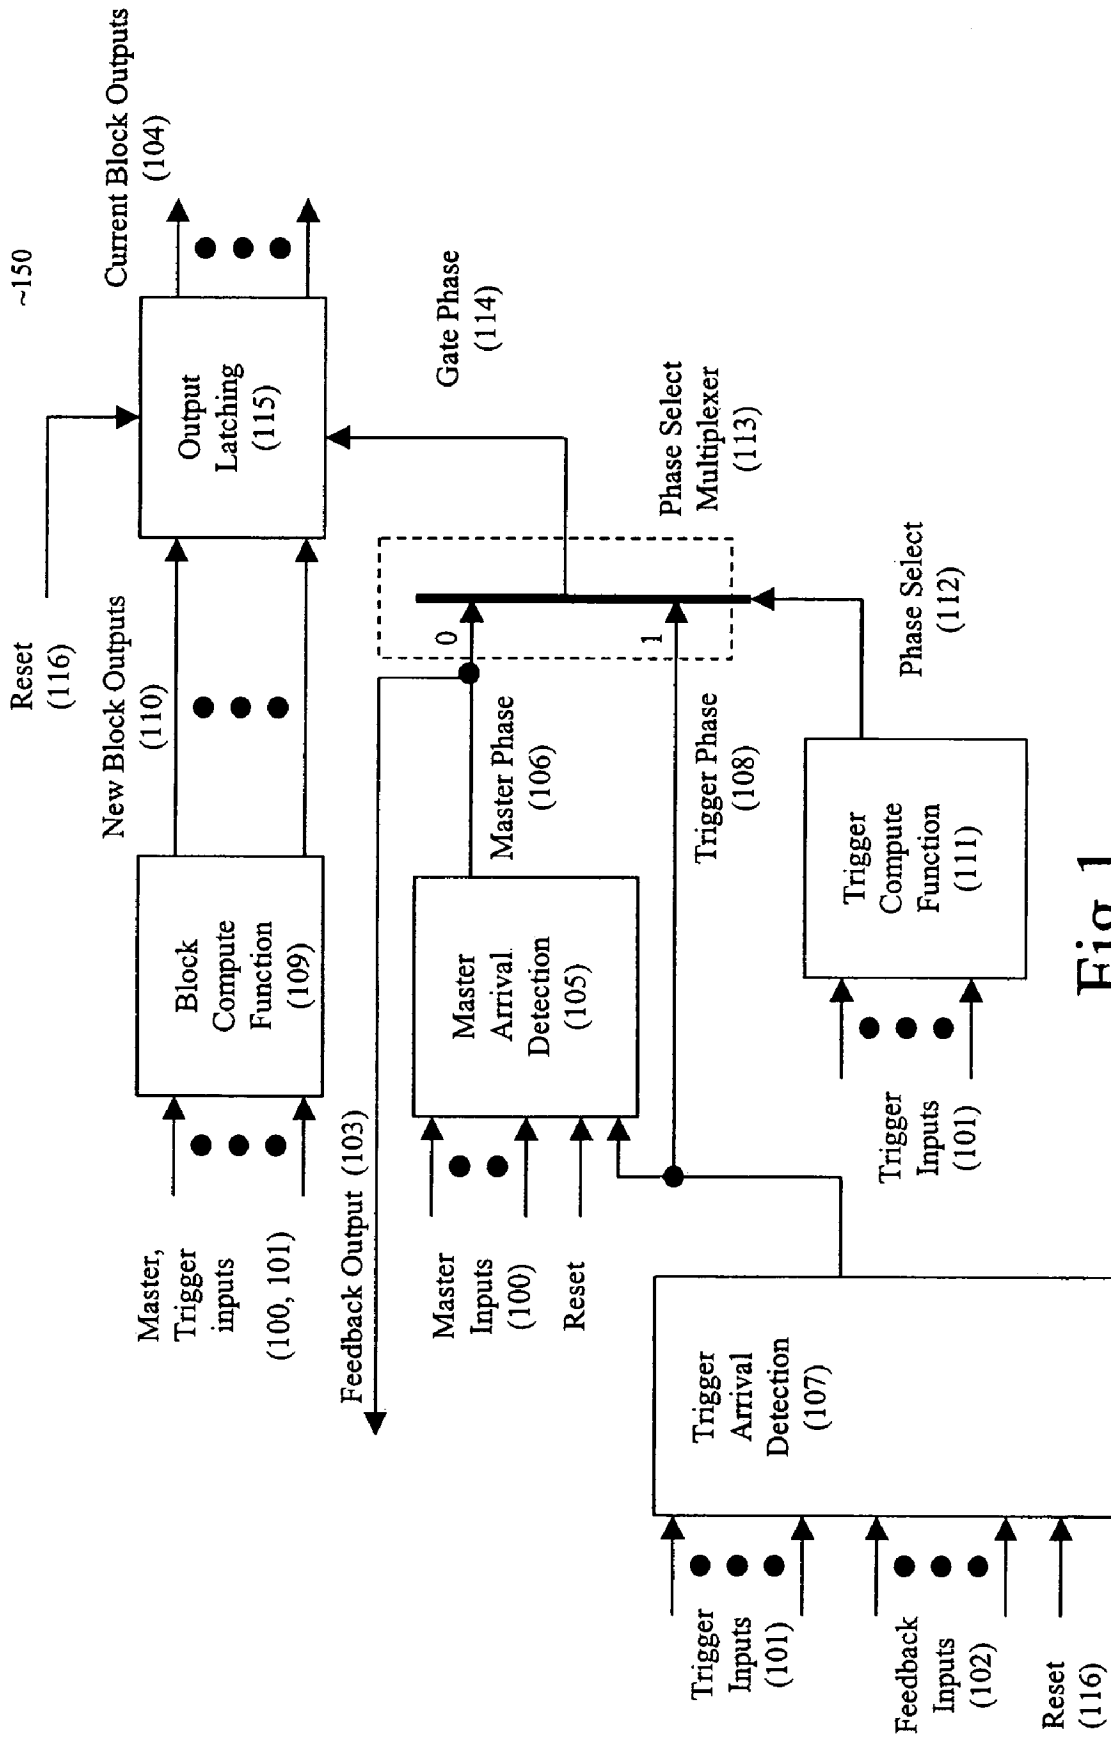 ~150
Reset
(116)
New Block Outputs
(110)
Current Block Outputs
(104)
Master,
Trigger
inputs
(100, 101)
Block
Compute
Function
(109)
Output
Latching
(115)
Feedback Output (103)
Gate Phase
(114)
Master
Inputs
(100)
Reset
Master
Arrival
Detection
(105)
Master Phase
(106)
0
1
Phase Select
Multiplexer
(113)
Trigger Phase
(108)
Trigger
Inputs
(101)
Feedback
Inputs
(102)
Reset
(116)
Trigger
Arrival
Detection
(107)
Trigger
Inputs
(101)
Trigger
Compute
Function
(111)
Phase Select
(112)
Fig 1